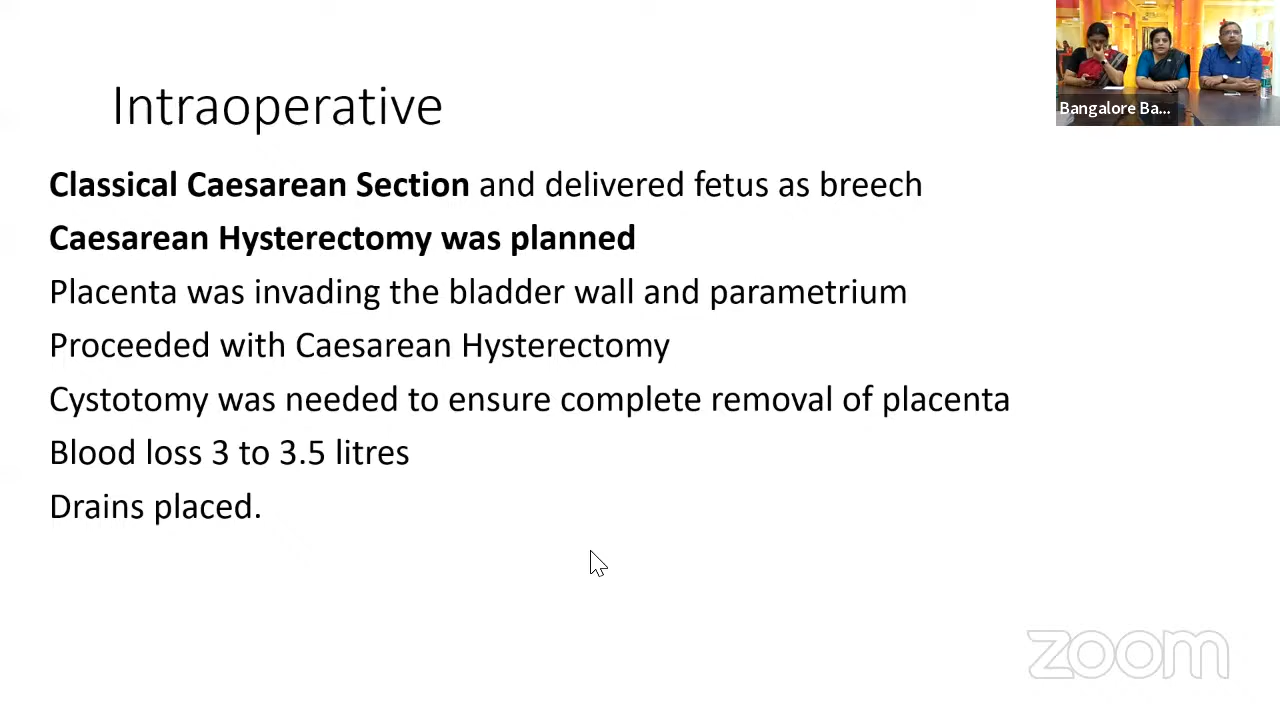 Bangalore Ba...
Intraoperative
Classical Caesarean Section and delivered fetus as breech
Caesarean Hysterectomy was planned
Placenta was invading the bladder wall and parametrium
Proceeded with Caesarean Hysterectomy
Cystotomy was needed to ensure complete removal of placenta
Blood loss 3 to 3.5 litres
Drains placed.
zoom